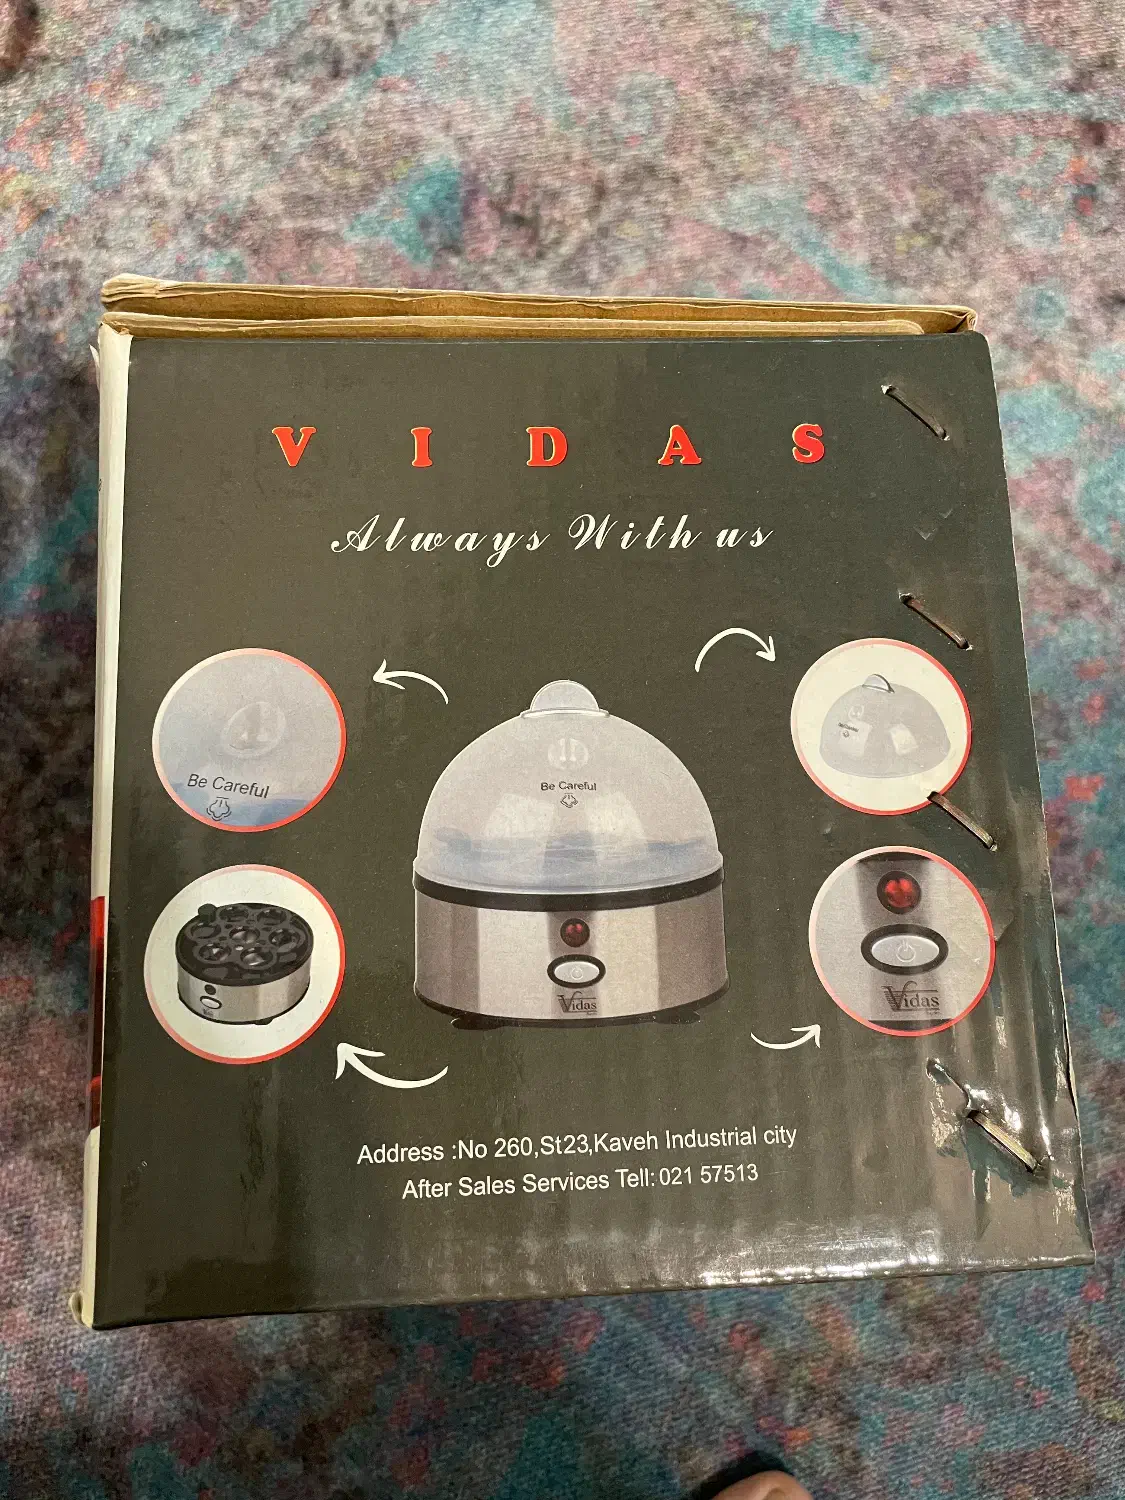 VIDAS
Always With us
Be Careful
Be Careful
Vidas
Vidas
Address :No 260,St23,Kaveh Industrial city
After Sales Services Tell:021 57513